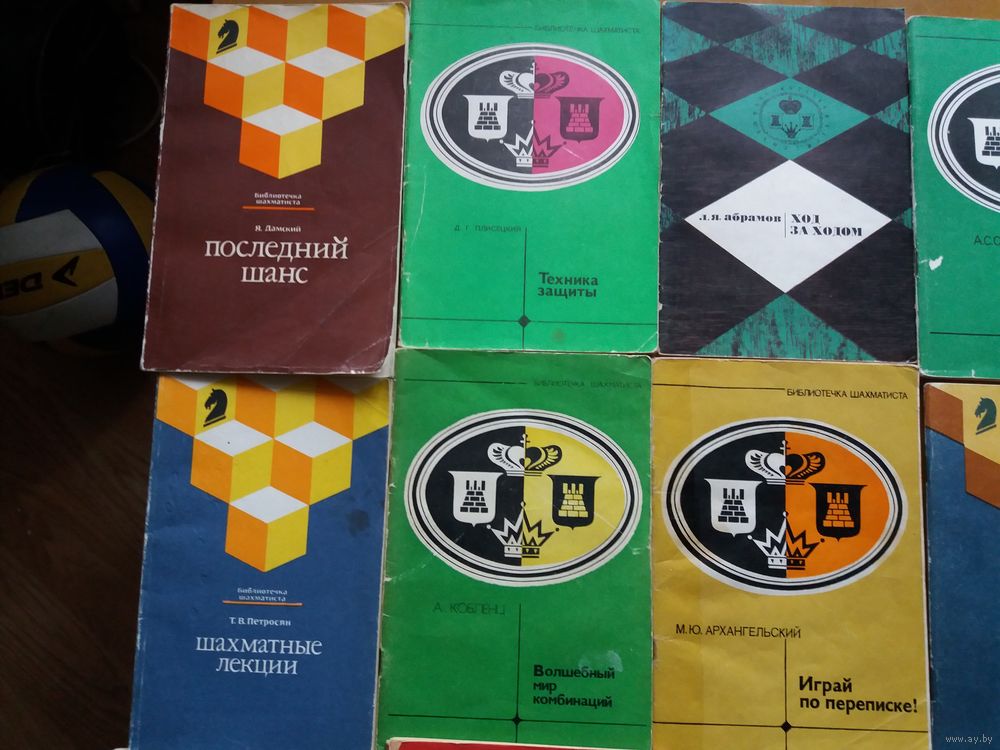 Библиотечка
шахматиста
Я. Дамский
последний
шанс
БИБЛИОТЕЧКА ШАХМАТИСТА
Д. Г. ПЛИСЕЦКИЙ
Техника
защиты
Л.Я. Абрамов
ХОД
ЗА ХОДОМ
А.С.
Библиотечка
шахматиста
Т. В. Петросян
шахматные
лекции
БИБЛИОТЕЧКА ШАХМАТИСТА
А. КОБЛЕНЦ
Волшебный
мир
комбинаций
БИБЛИОТЕЧКА ШАХМАТИСТА
М. Ю. АРХАНГЕЛЬСКИЙ
Играй
по переписке!
www.ay.by